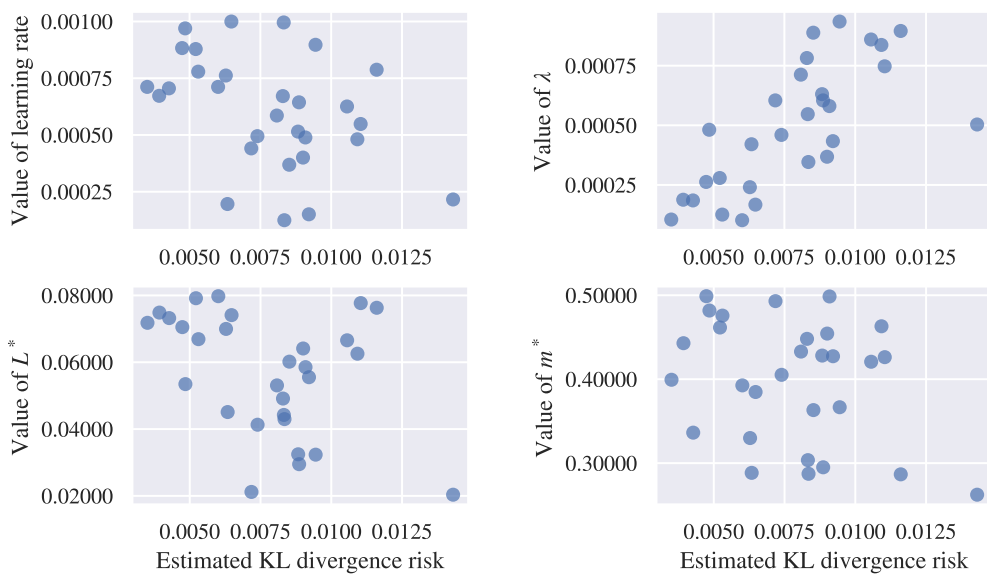 Value of learning rate
0.00100
0.00075
0.00050
0.00025
0.0050 0.0075 0.0100 0.0125
Value of λ
0.00075
0.00050
0.00025
0.0050 0.0075 0.0100 0.0125
Value of L*
0.08000
0.06000
0.04000
0.02000
0.0050 0.0075 0.0100 0.0125
Estimated KL divergence risk
Value of m*
0.50000
0.40000
0.30000
0.0050 0.0075 0.0100 0.0125
Estimated KL divergence risk